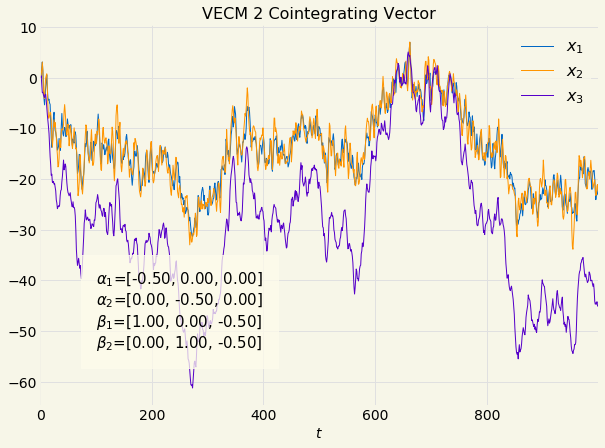 VECM 2 Cointegrating Vector
10
0
−10
−20
−30
−40
−50
−60
x₁
x₂
x₃
α₁=[-0.50, 0.00, 0.00]
α₂=[0.00, -0.50, 0.00]
β₁=[1.00, 0.00, -0.50]
β₂=[0.00, 1.00, -0.50]
0 200 400 600 800
t